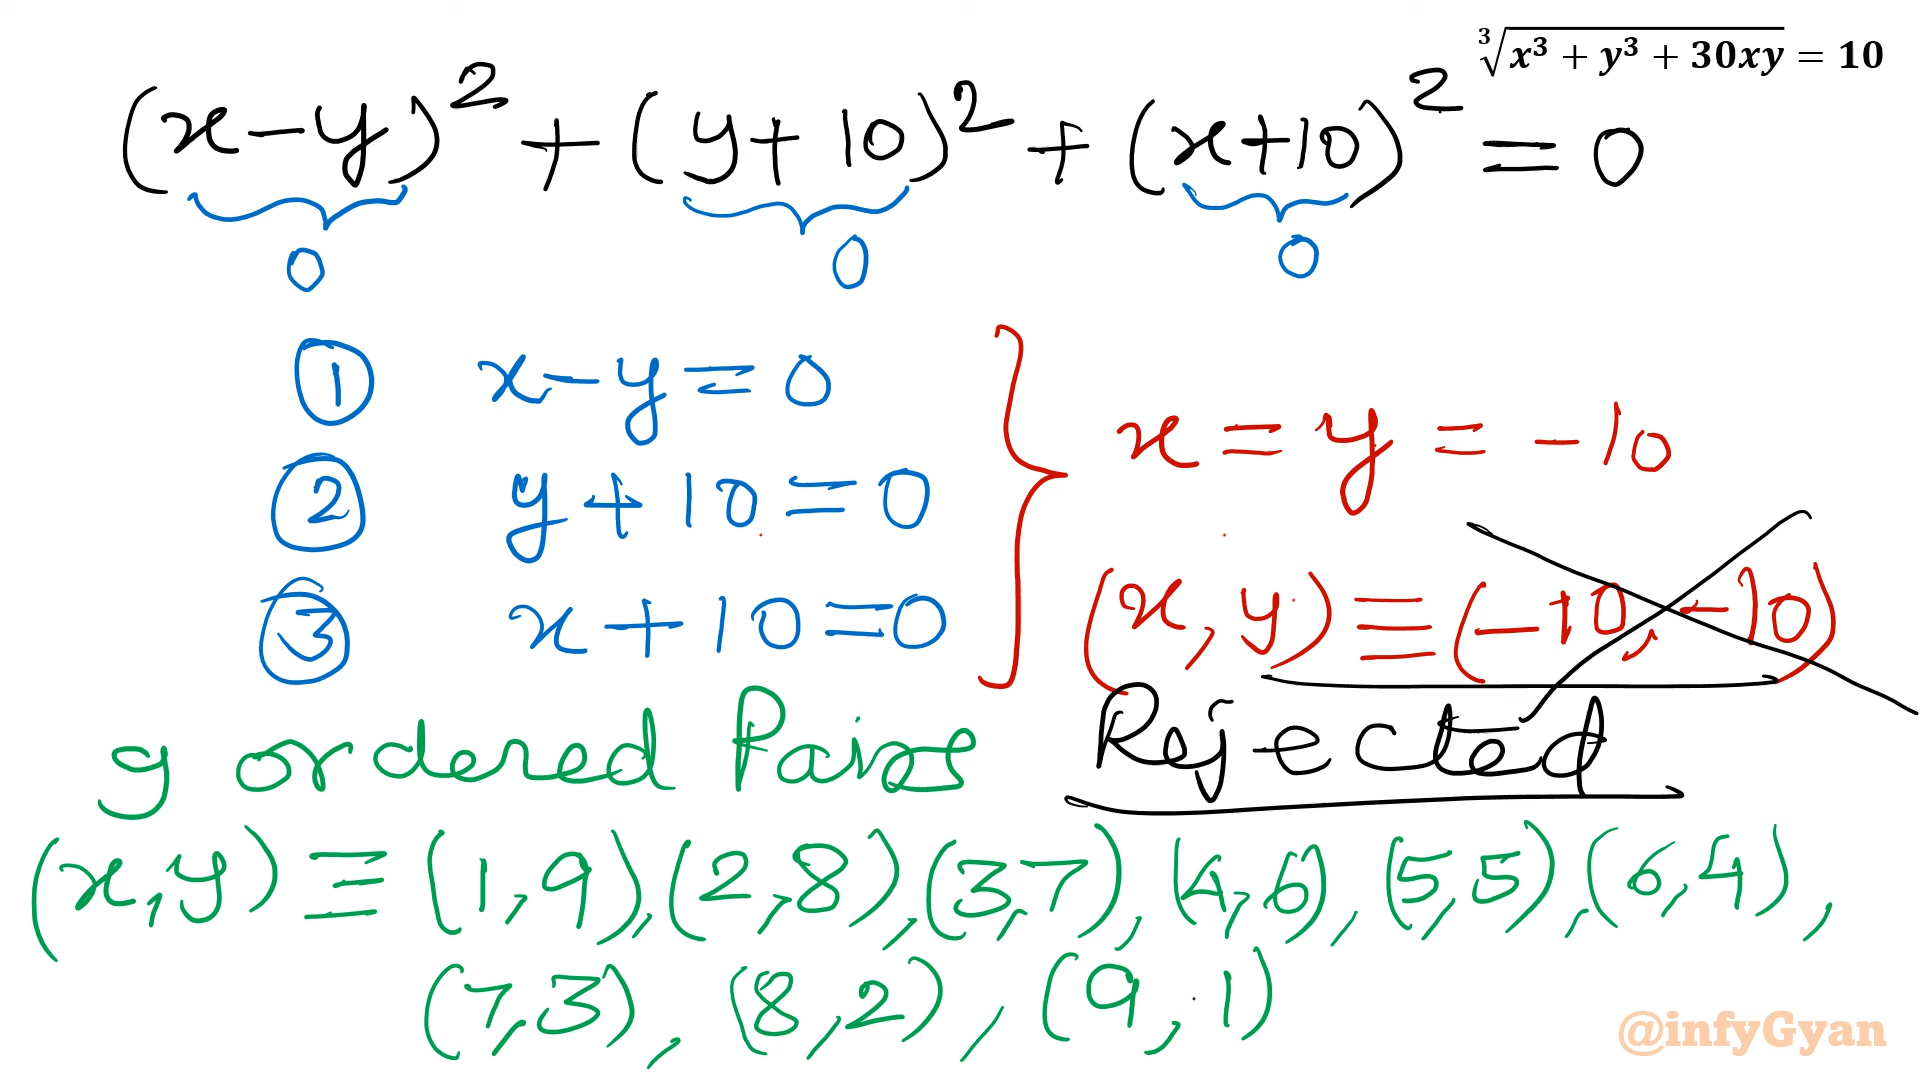 ∛(x³ + y³ + 30xy) = 10
(x-y)² + (y+10)² + (x+10)² = 0
0 0 0
① x-y=0
x = y = -10
② y+10=0
③ x+10=0
(x,y) ≡ (-10,-10)
Rejected
9 ordered Pairs
(x,y) ≡ (1,9), (2,8), (3,7), (4,6), (5,5), (6,4),
(7,3), (8,2), (9,1)
@infyGyan